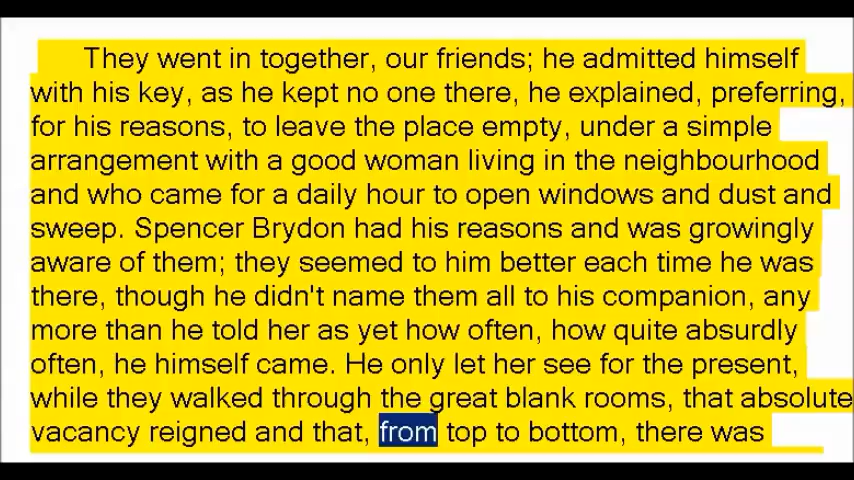 They went in together, our friends; he admitted himself
with his key, as he kept no one there, he explained, preferring,
for his reasons, to leave the place empty, under a simple
arrangement with a good woman living in the neighbourhood
and who came for a daily hour to open windows and dust and
sweep. Spencer Brydon had his reasons and was growingly
aware of them; they seemed to him better each time he was
there, though he didn't name them all to his companion, any
more than he told her as yet how often, how quite absurdly
often, he himself came. He only let her see for the present,
while they walked through the great blank rooms, that absolute
vacancy reigned and that, from top to bottom, there was